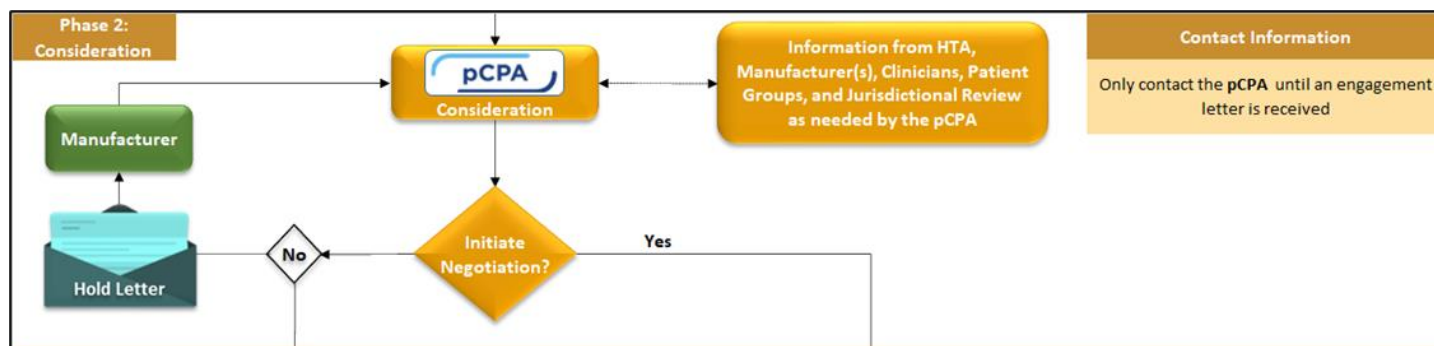 Phase 2:
Consideration
pCPA
Consideration
Information from HTA,
Manufacturer(s), Clinicians, Patient
Groups, and Jurisdictional Review
as needed by the pCPA
Contact Information
Only contact the pCPA until an engagement
letter is received
Manufacturer
Hold Letter
No
Initiate
Negotiation?
Yes